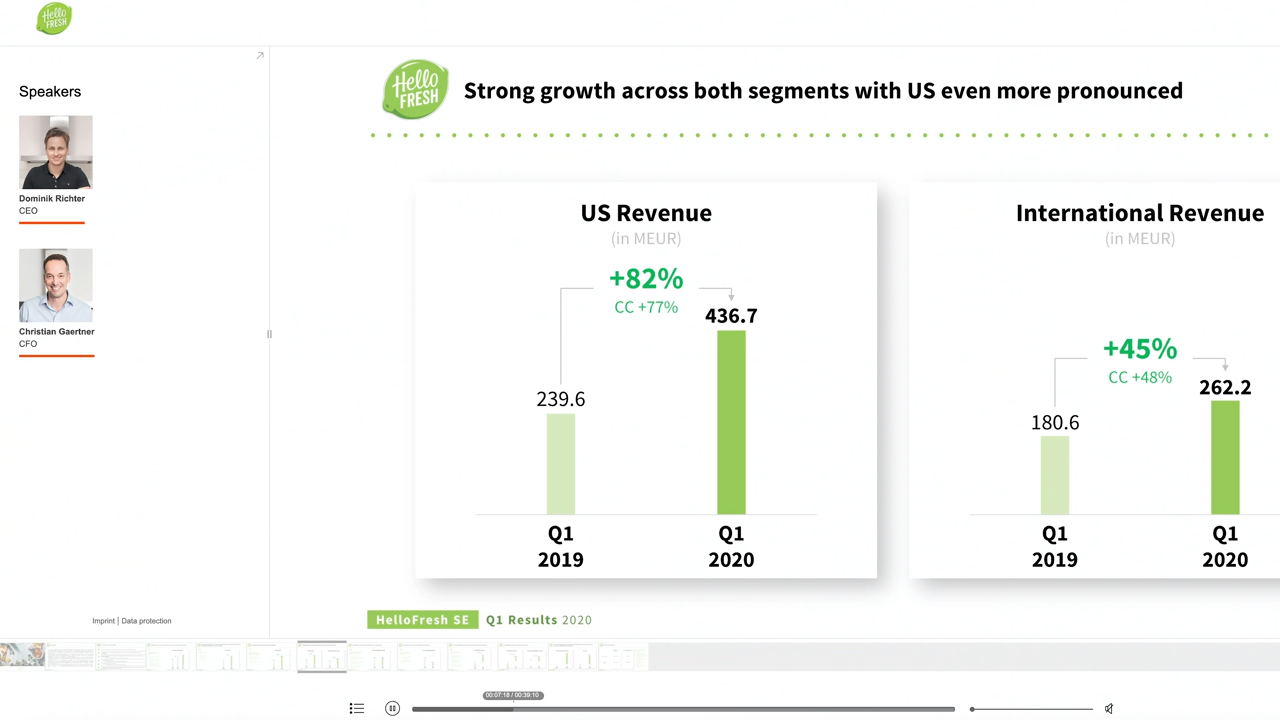 Hello
FRESH
Speakers
Dominik Richter
CEO
Christian Gaertner
CFO
Imprint | Data protection
Hello
FRESH
Strong growth across both segments with US even more pronounced
US Revenue
(in MEUR)
+82%
CC +77%
436.7
239.6
Q1
2019
Q1
2020
International Revenue
(in MEUR)
+45%
CC +48%
262.2
180.6
Q1
2019
Q1
2020
HelloFresh SE Q1 Results 2020
00:07:18 / 00:39:10